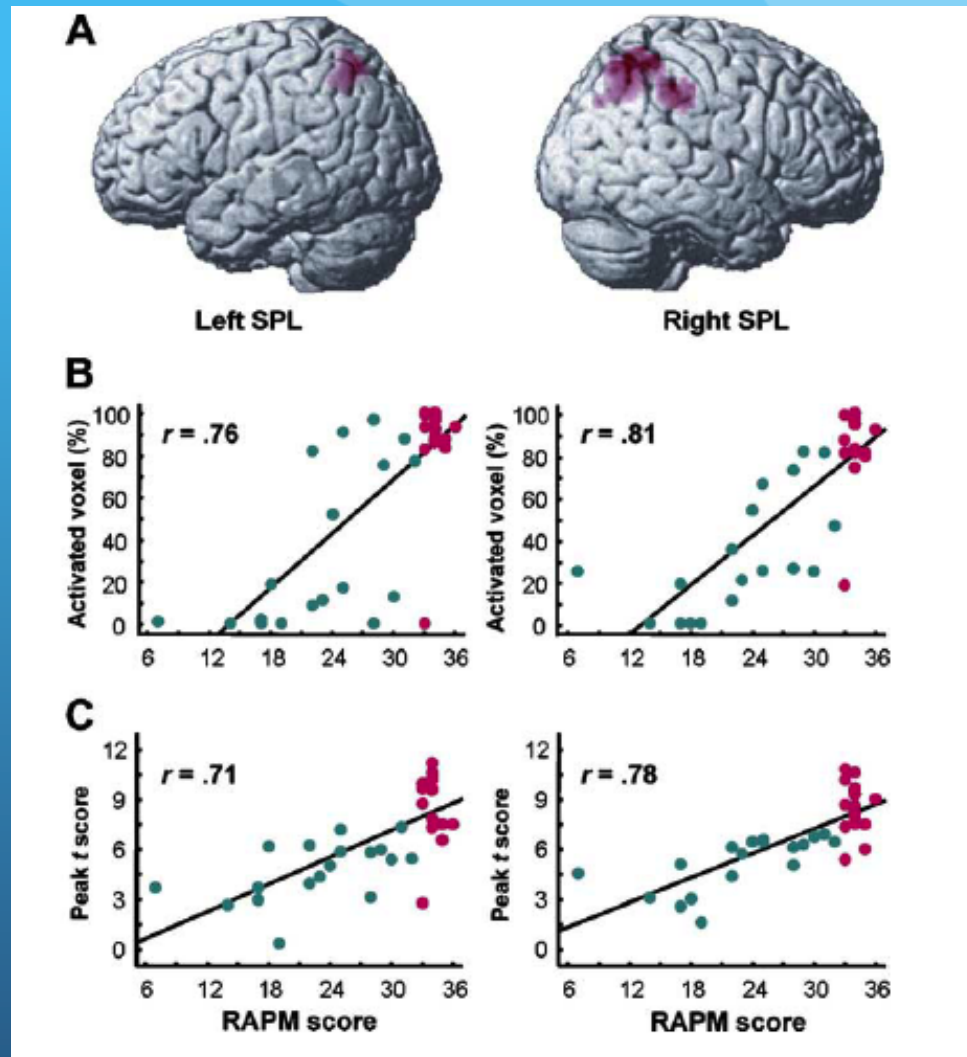 A
Left SPL
Right SPL
B
r = .76
Activated voxel (%)
100
80
60
40
20
0
6 12 18 24 30 36
r = .81
Activated voxel (%)
100
80
60
40
20
0
6 12 18 24 30 36
C
r = .71
Peak t score
12
9
6
3
0
6 12 18 24 30 36
RAPM score
r = .78
Peak t score
12
9
6
3
0
6 12 18 24 30 36
RAPM score